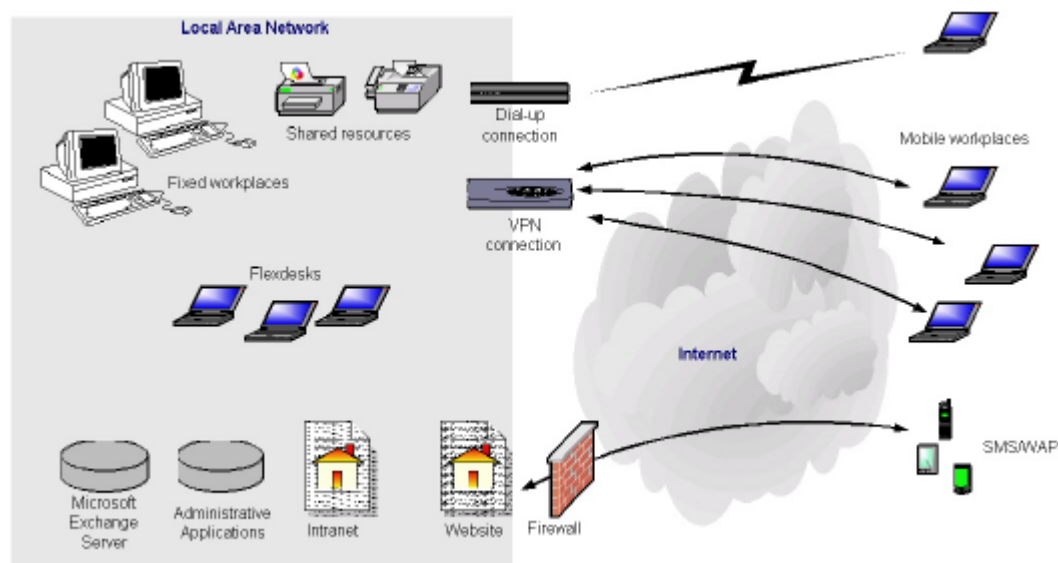 Local Area Network
Shared resources
Dial-up
connection
Mobile workplaces
Fixed workplaces
VPN
connection
Flexdesks
Internet
SMS/WAP
Microsoft
Exchange
Server
Administrative
Applications
Intranet
Website
Firewall